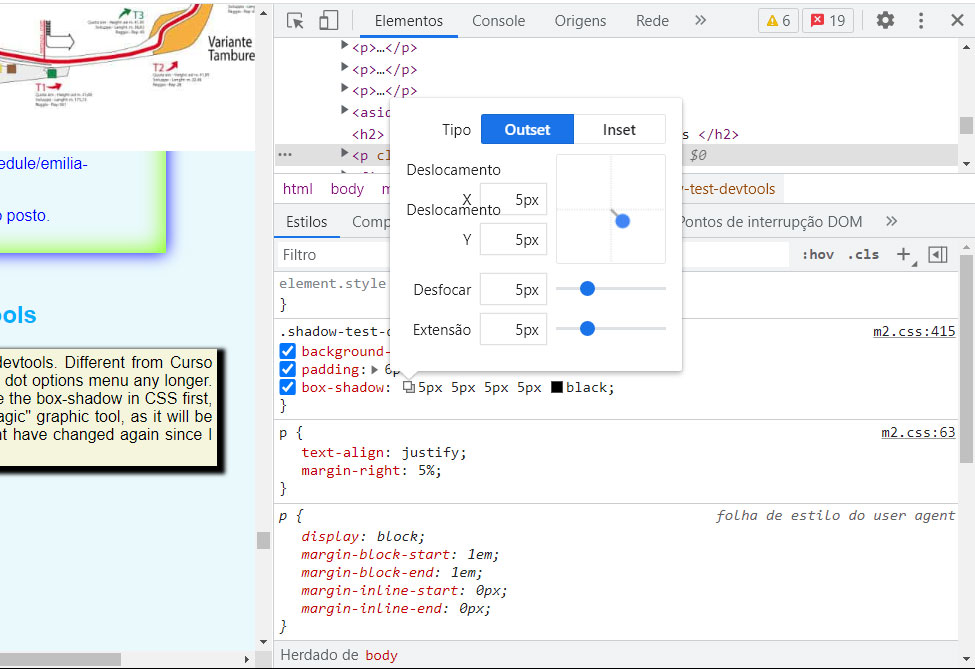 T3
Variante
Tambure
T2
T1
edule/emilia-
o posto.
ols
devtools. Different from Curso
dot options menu any longer.
e the box-shadow in CSS first,
agic" graphic tool, as it will be
nt have changed again since I
Elementos Console Origens Rede » 6 19
<p>…</p>
<p>…</p>
<p>…</p>
<asid
<h2> s </h2>
… <p cl $0
html body m -test-devtools
Estilos Comp Pontos de interrupção DOM »
Filtro :hov .cls +
element.style
}
.shadow-test-d m2.css:415
background-
padding: 6p
box-shadow: 5px 5px 5px 5px black;
}
p { m2.css:63
text-align: justify;
margin-right: 5%;
}
p { folha de estilo do user agent
display: block;
margin-block-start: 1em;
margin-block-end: 1em;
margin-inline-start: 0px;
margin-inline-end: 0px;
}
Herdado de body
Tipo Outset Inset
Deslocamento
X 5px
Deslocamento
Y 5px
Desfocar 5px
Extensão 5px